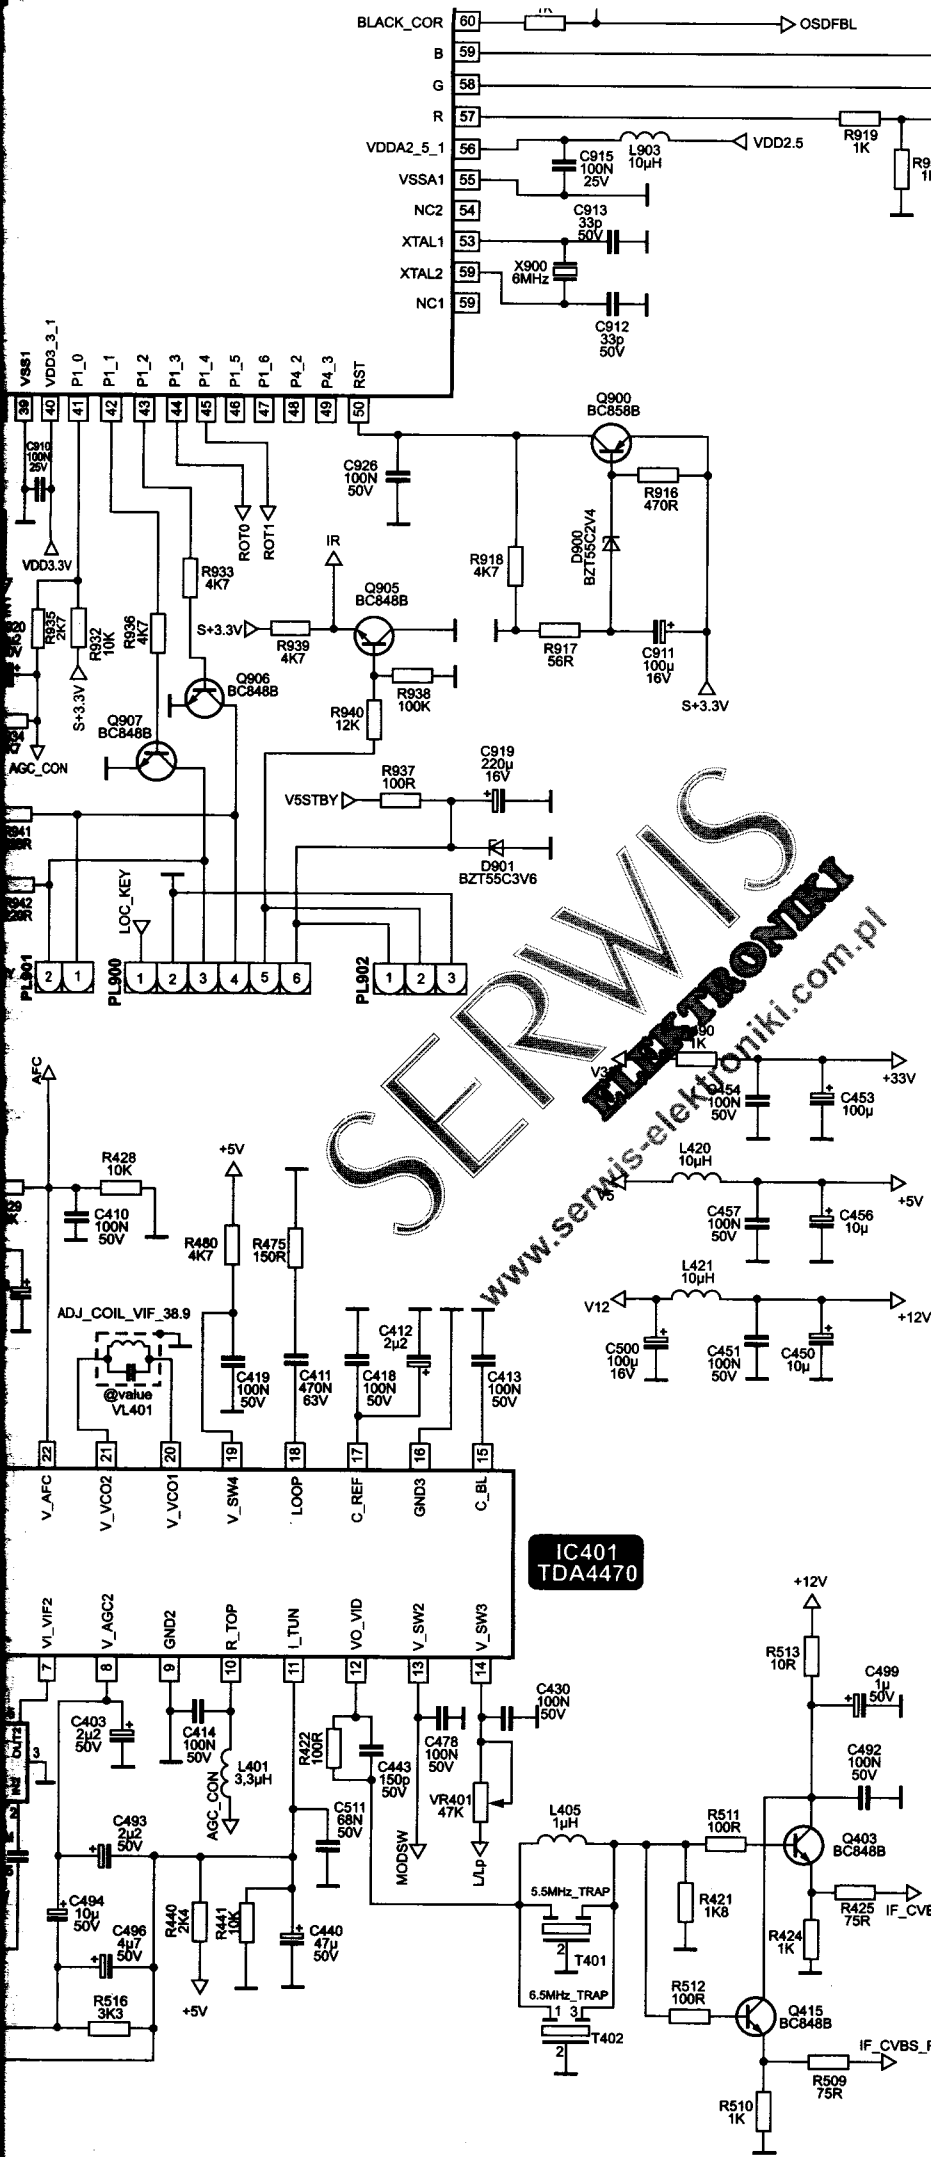 BLACK_COR 60 OSDFBL
B 59
G 58
R 57
R919
1K
VDDA2_5_1 56
L903
10µH
VDD2.5
C915
100N
25V
VSSA1 55
NC2 54
C913
33p
50V
XTAL1 53
X900
6MHz
XTAL2 59
NC1 59
C912
33p
50V
VSS1
VDD3_3_1
P1_0
P1_1
P1_2
P1_3
P1_4
P1_5
P1_6
P4_2
P4_3
RST
39 40 41 42 43 44 45 46 47 48 49 50
Q900
BC858B
C910
100N
25V
C926
100N
50V
R916
470R
VDD3.3V
ROT0
ROT1
IR
D900
BZT55C2V4
R918
4K7
R933
4K7
Q905
BC848B
R935
2K7
R932
10K
R936
4K7
S+3.3V
R939
4K7
R917
56R
C911
100µ
16V
S+3.3V
S+3.3V
Q906
BC848B
R938
100K
R940
12K
Q907
BC848B
AGC_CON
C919
220µ
16V
R937
100R
V5STBY
D901
BZT55C3V6
LOC_KEY
PL901
2 1
PL900
1 2 3 4 5 6
PL902
1 2 3
SERWIS
ELEKTRONIKI
www.serwis-elektroniki.com.pl
1K
+33V
C454
100N
50V
C453
100µ
AFC
R428
10K
C410
100N
50V
+5V
R480
4K7
R475
150R
L420
10µH
V5
+5V
C457
100N
50V
C456
10µ
L421
10µH
V12
+12V
C500
100µ
16V
C451
100N
50V
C450
10µ
ADJ_COIL_VIF_38.9
@value
VL401
C419
100N
50V
C411
470N
63V
C418
100N
50V
C412
2µ2
C413
100N
50V
22 21 20 19 18 17 16 15
V_AFC
V_VCO2
V_VCO1
V_SW4
LOOP
C_REF
GND3
C_BL
IC401
TDA4470
VI_VIF2
V_AGC2
GND2
R_TOP
I_TUN
VO_VID
V_SW2
V_SW3
7 8 9 10 11 12 13 14
+12V
R513
10R
C499
1µ
50V
C403
2µ2
50V
C414
100N
50V
L401
3,3µH
AGC_CON
R422
100R
C443
150p
50V
C478
100N
50V
C430
100N
50V
VR401
47K
OUT2
3
IN2
2
C492
100N
50V
C493
2µ2
50V
C511
68N
50V
MODSW
L/Lp
L405
1µH
R511
100R
Q403
BC848B
C494
10µ
50V
C496
4µ7
50V
R440
2K4
R441
10K
C440
47µ
50V
5.5MHz_TRAP
2
T401
R421
1K8
R425
75R
R424
1K
R516
3K3
+5V
6.5MHz_TRAP
1 3
2
T402
R512
100R
Q415
BC848B
R509
75R
R510
1K